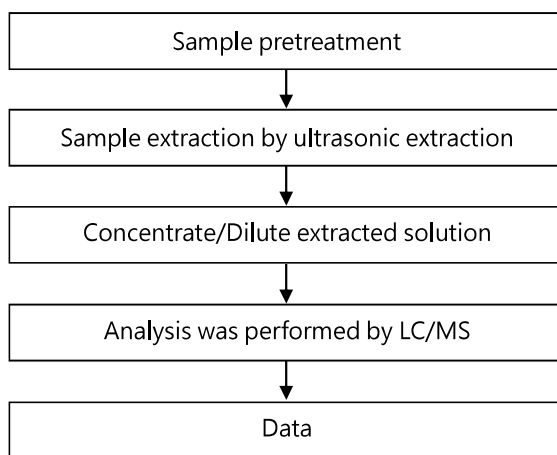 Sample pretreatment
Sample extraction by ultrasonic extraction
Concentrate/Dilute extracted solution
Analysis was performed by LC/MS
Data